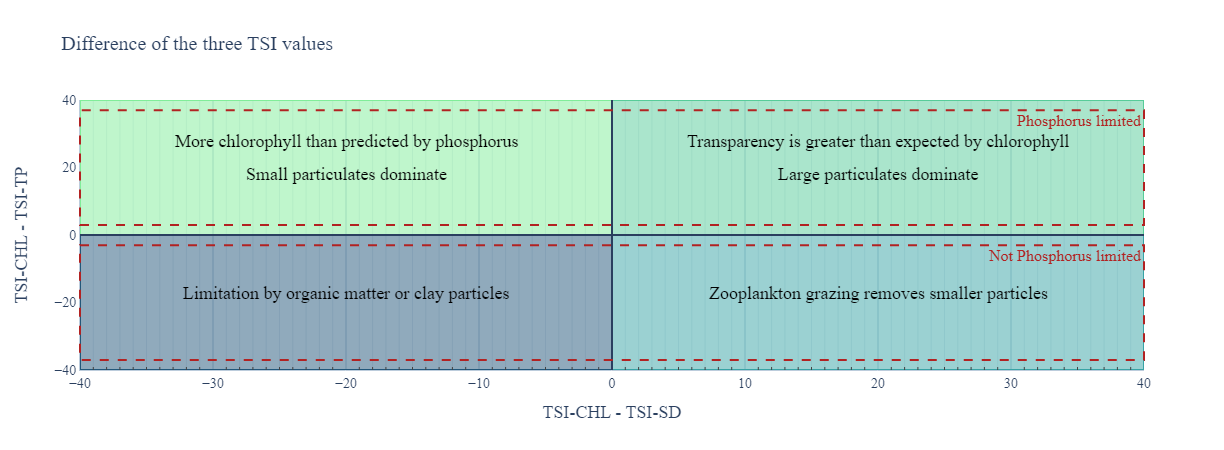 Difference of the three TSI values
40
Phosphorus limited
More chlorophyll than predicted by phosphorus
Transparency is greater than expected by chlorophyll
20
Small particulates dominate
Large particulates dominate
TSI-CHL - TSI-TP
0
Not Phosphorus limited
Limitation by organic matter or clay particles
Zooplankton grazing removes smaller particles
−20
−40
−40 −30 −20 −10 0 10 20 30 40
TSI-CHL - TSI-SD